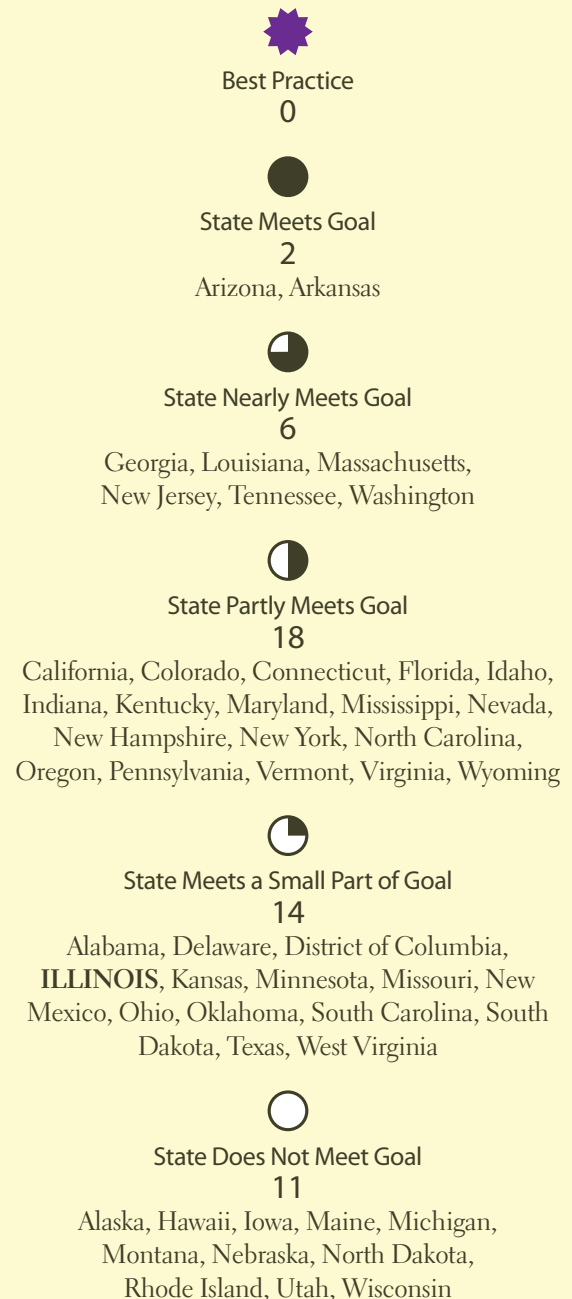 Best Practice
0
State Meets Goal
2
Arizona, Arkansas
State Nearly Meets Goal
6
Georgia, Louisiana, Massachusetts,
New Jersey, Tennessee, Washington
State Partly Meets Goal
18
California, Colorado, Connecticut, Florida, Idaho,
Indiana, Kentucky, Maryland, Mississippi, Nevada,
New Hampshire, New York, North Carolina,
Oregon, Pennsylvania, Vermont, Virginia, Wyoming
State Meets a Small Part of Goal
14
Alabama, Delaware, District of Columbia,
ILLINOIS, Kansas, Minnesota, Missouri, New
Mexico, Ohio, Oklahoma, South Carolina, South
Dakota, Texas, West Virginia
State Does Not Meet Goal
11
Alaska, Hawaii, Iowa, Maine, Michigan,
Montana, Nebraska, North Dakota,
Rhode Island, Utah, Wisconsin